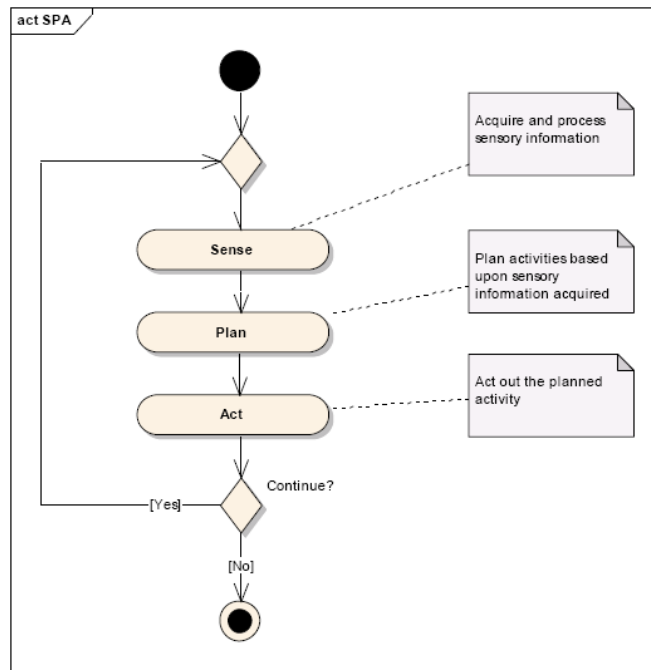 act SPA
Acquire and process
sensory information
Sense
Plan activities based
upon sensory
information acquired
Plan
Act out the planned
activity
Act
Continue?
[Yes]
[No]